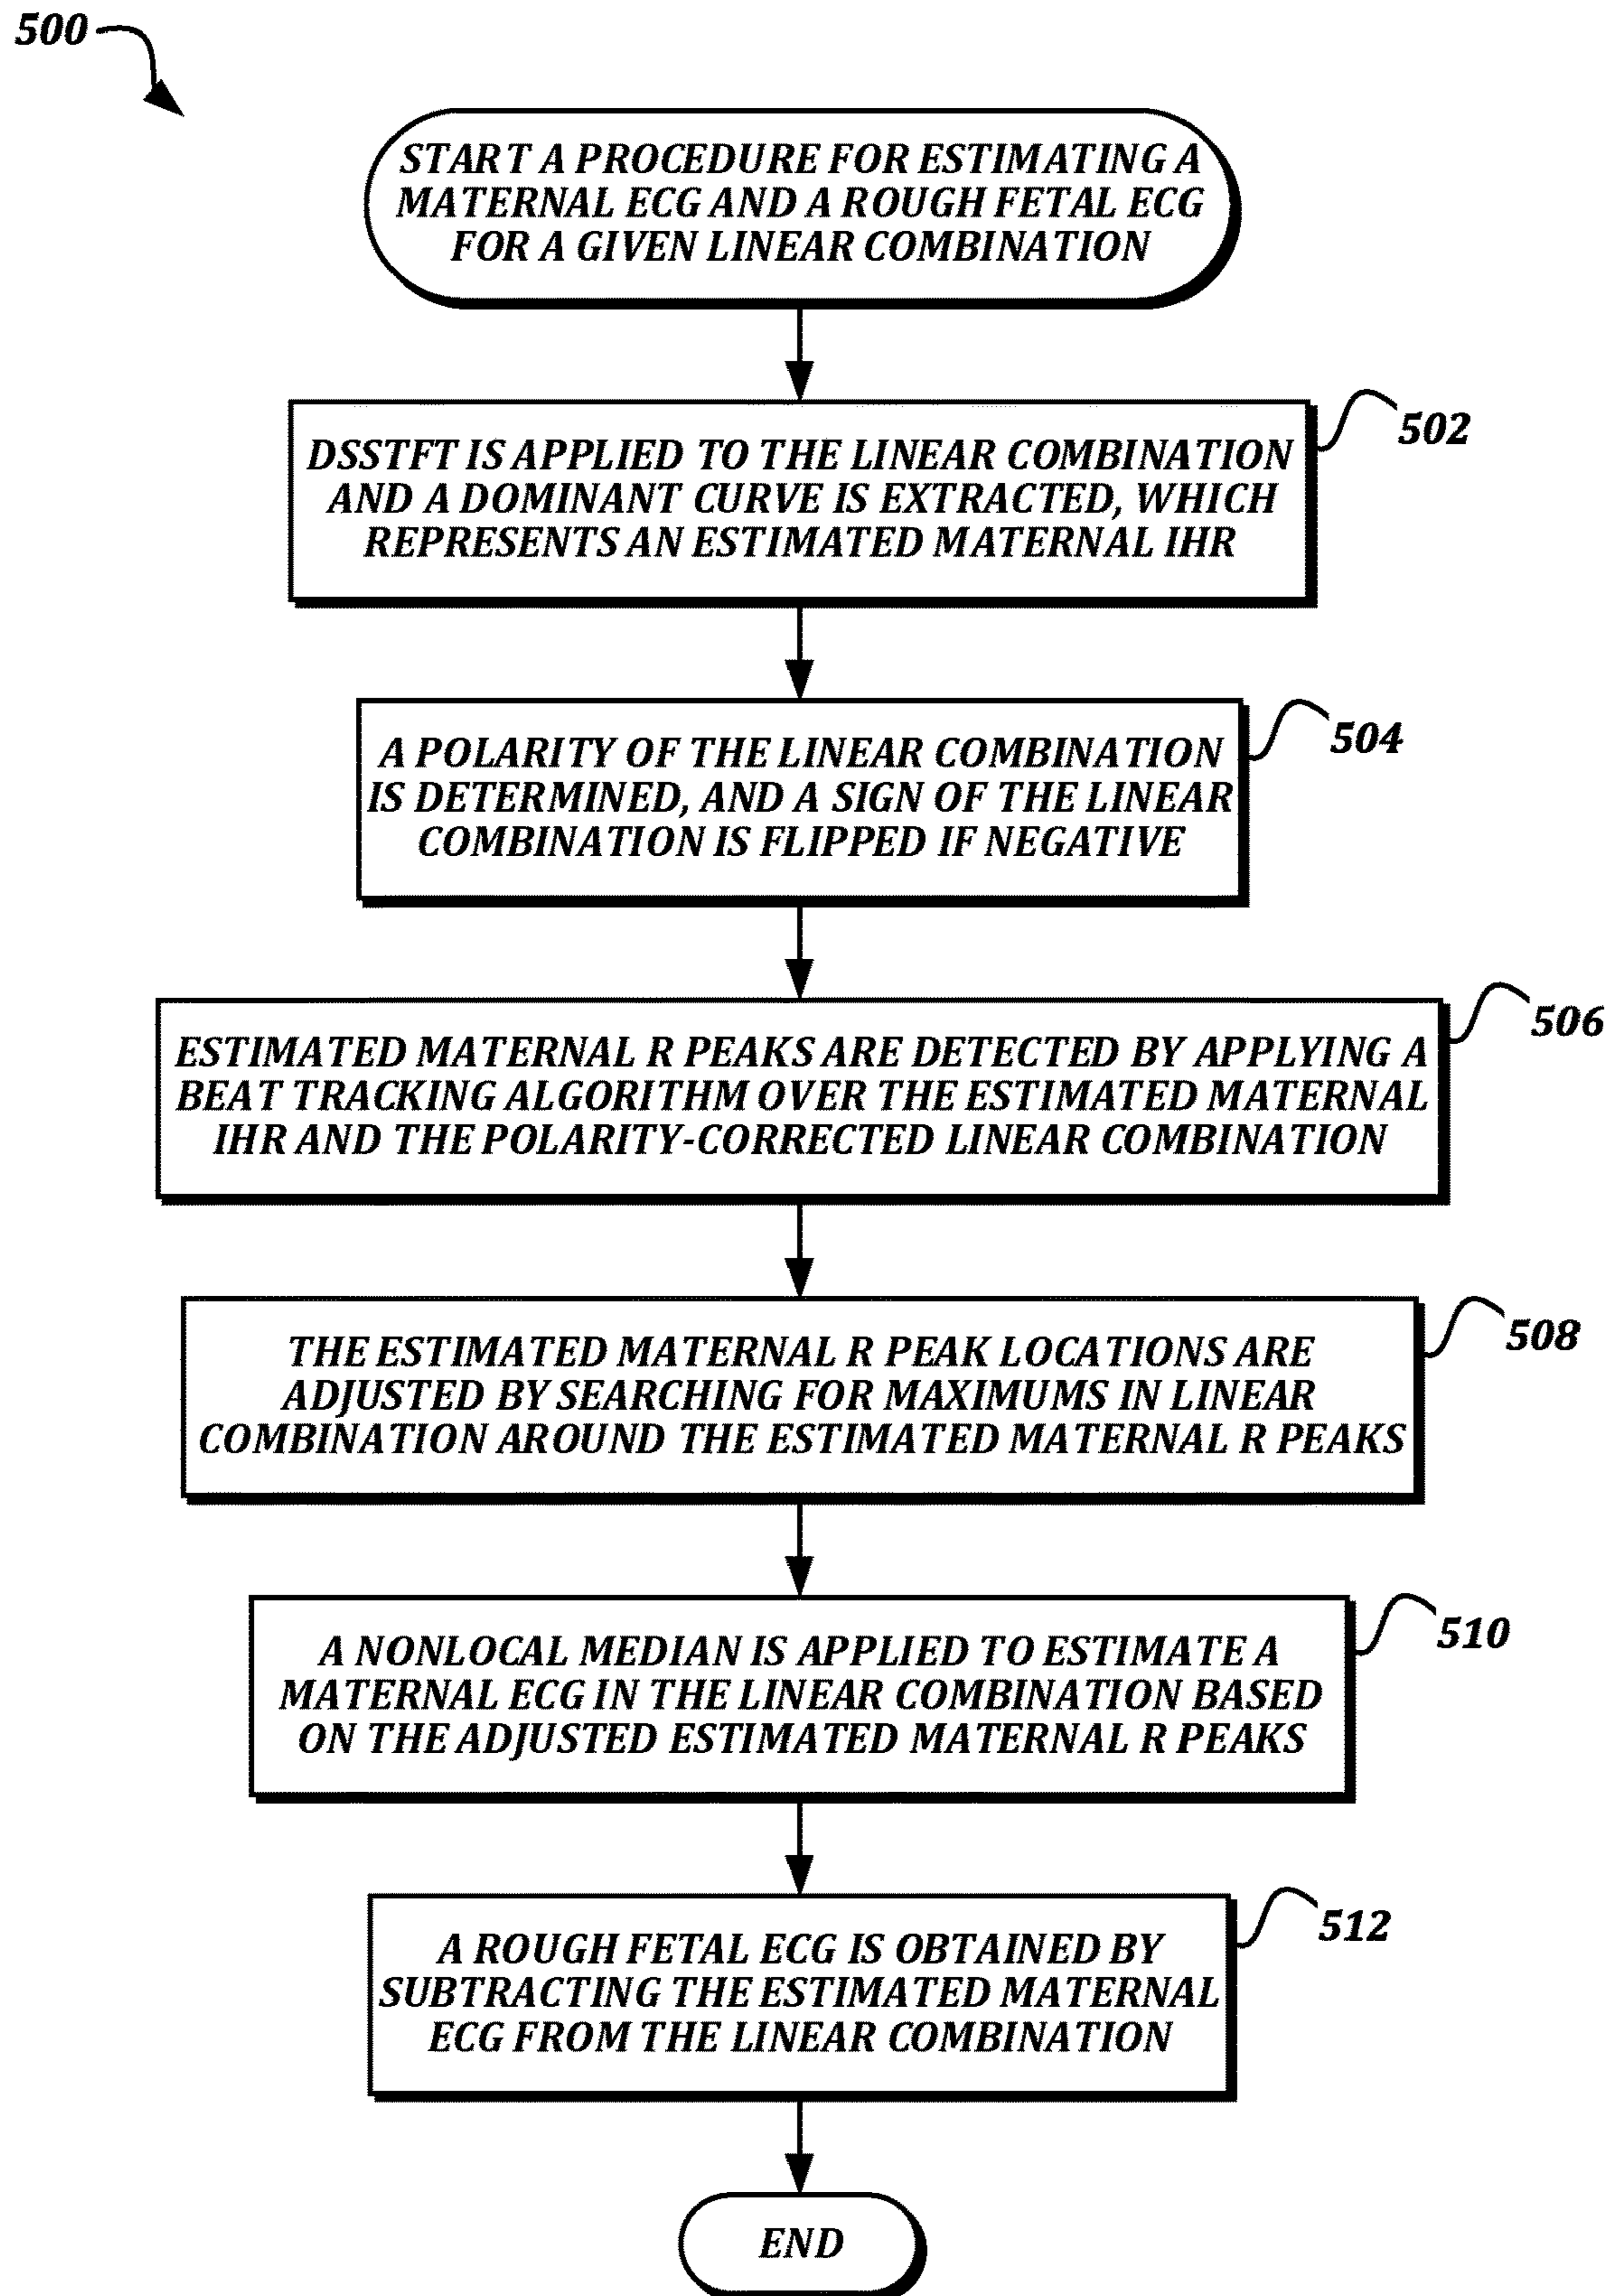 500
START A PROCEDURE FOR ESTIMATING A
MATERNAL ECG AND A ROUGH FETAL ECG
FOR A GIVEN LINEAR COMBINATION
502
DSSTFT IS APPLIED TO THE LINEAR COMBINATION
AND A DOMINANT CURVE IS EXTRACTED, WHICH
REPRESENTS AN ESTIMATED MATERNAL IHR
504
A POLARITY OF THE LINEAR COMBINATION
IS DETERMINED, AND A SIGN OF THE LINEAR
COMBINATION IS FLIPPED IF NEGATIVE
506
ESTIMATED MATERNAL R PEAKS ARE DETECTED BY APPLYING A
BEAT TRACKING ALGORITHM OVER THE ESTIMATED MATERNAL
IHR AND THE POLARITY-CORRECTED LINEAR COMBINATION
508
THE ESTIMATED MATERNAL R PEAK LOCATIONS ARE
ADJUSTED BY SEARCHING FOR MAXIMUMS IN LINEAR
COMBINATION AROUND THE ESTIMATED MATERNAL R PEAKS
510
A NONLOCAL MEDIAN IS APPLIED TO ESTIMATE A
MATERNAL ECG IN THE LINEAR COMBINATION BASED
ON THE ADJUSTED ESTIMATED MATERNAL R PEAKS
512
A ROUGH FETAL ECG IS OBTAINED BY
SUBTRACTING THE ESTIMATED MATERNAL
ECG FROM THE LINEAR COMBINATION
END